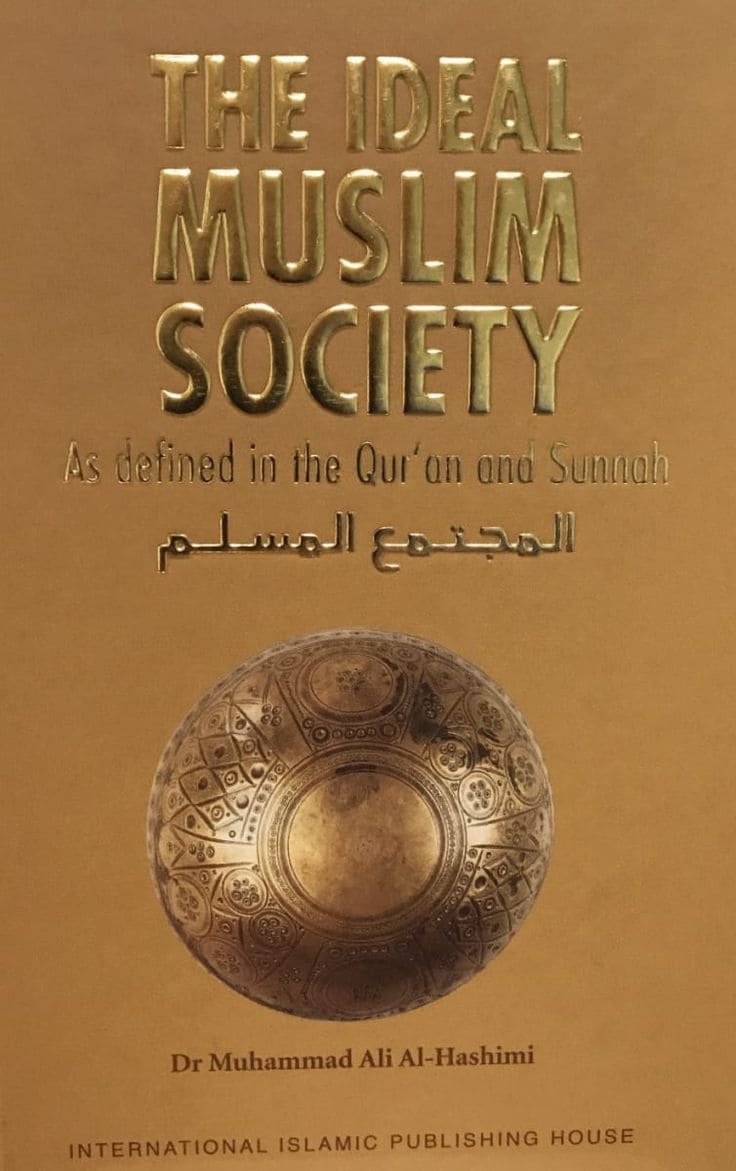 THE IDEAL
MUSLIM
SOCIETY
As defined in the Qur'an and Sunnah
المجتمع المسلم
Dr Muhammad Ali Al-Hashimi
INTERNATIONAL ISLAMIC PUBLISHING HOUSE